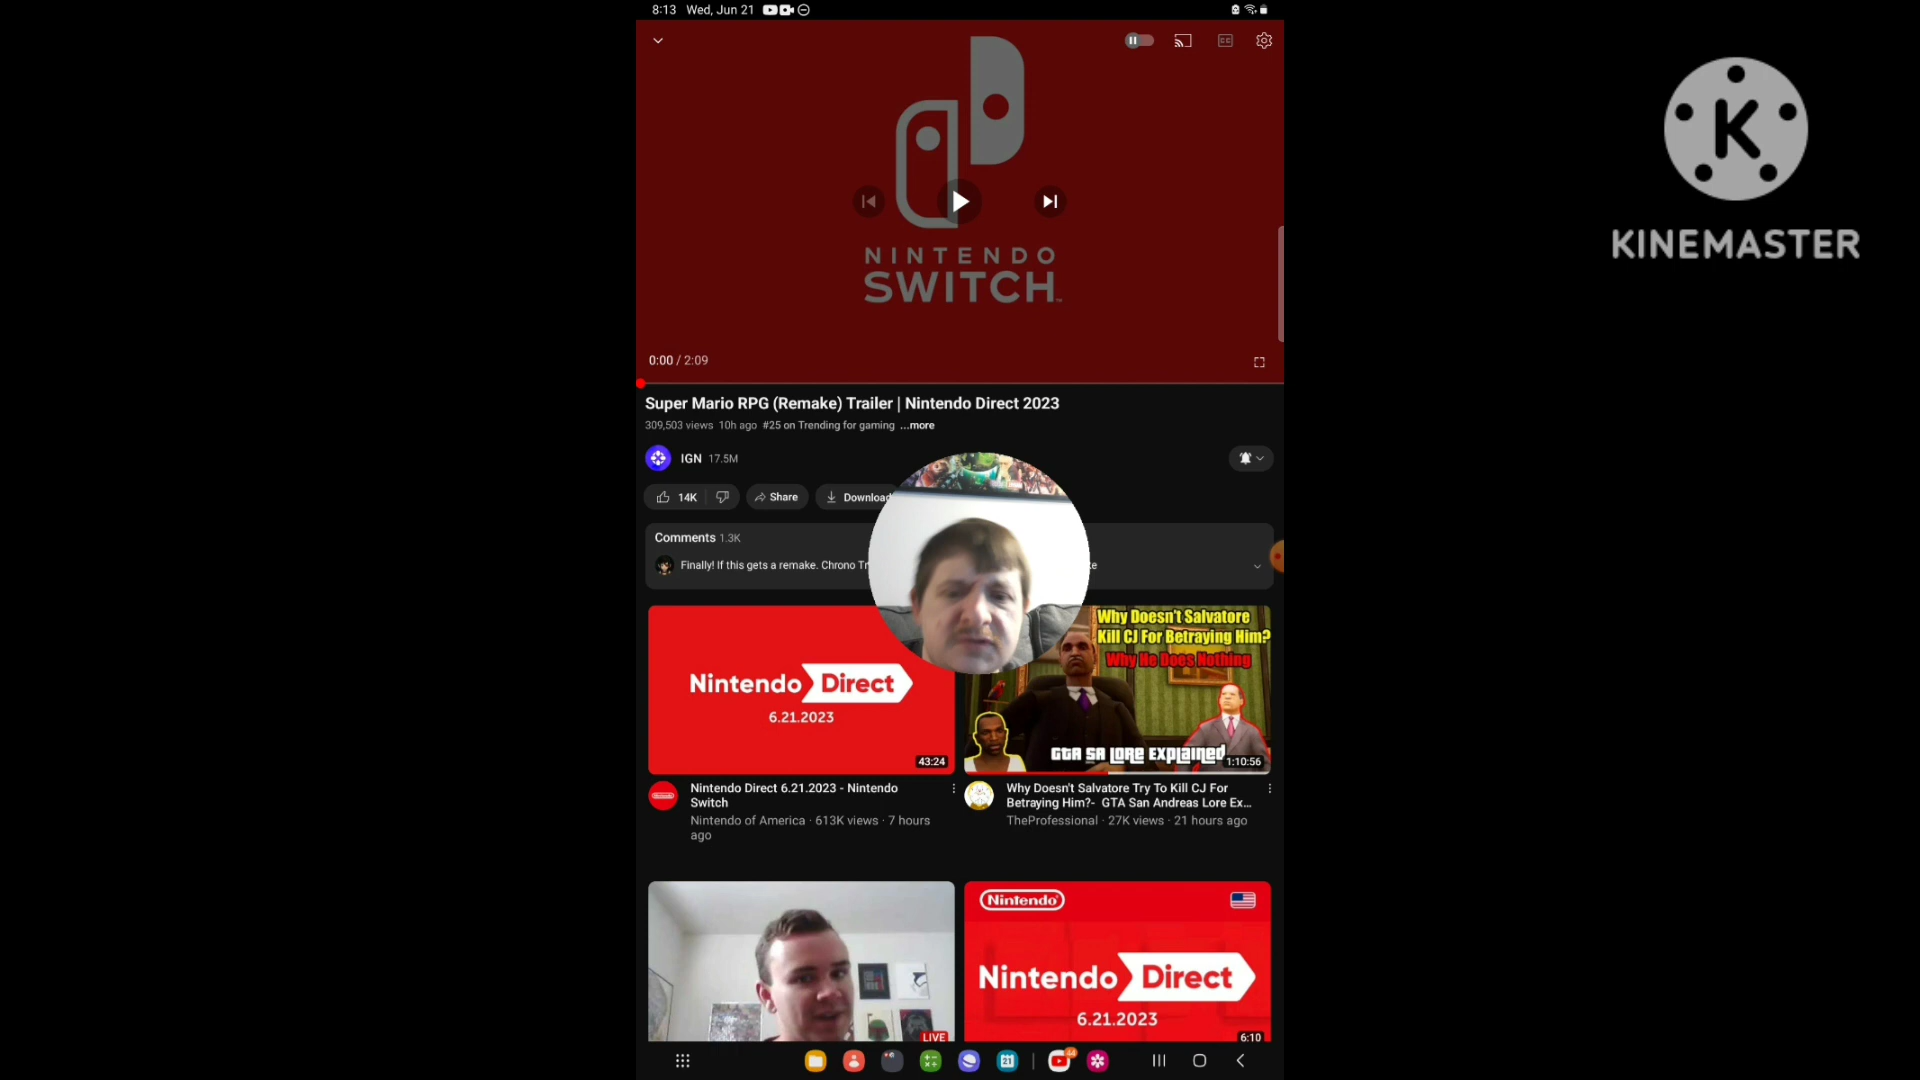 8:13 Wed, Jun 21
NINTENDO
SWITCH
0:00 / 2:09
Super Mario RPG (Remake) Trailer | Nintendo Direct 2023
309,503 views 10h ago #25 on Trending for gaming ...more
IGN 17.5M
14K Share Download
Comments 1.3K
Finally! If this gets a remake. Chrono
Nintendo Direct
6.21.2023
43:24
Why Doesn't Salvatore
Kill CJ For Betraying Him?
Why He Does Nothing
GTA SA LORE EXPLAINED
1:10:56
Nintendo Direct 6.21.2023 - Nintendo
Switch
Nintendo of America · 613K views · 7 hours
ago
Why Doesn't Salvatore Try To Kill CJ For
Betraying Him?- GTA San Andreas Lore Ex...
TheProfessional · 27K views · 21 hours ago
LIVE
Nintendo
Nintendo Direct
6.21.2023
6:10
21
44
K
KINEMASTER